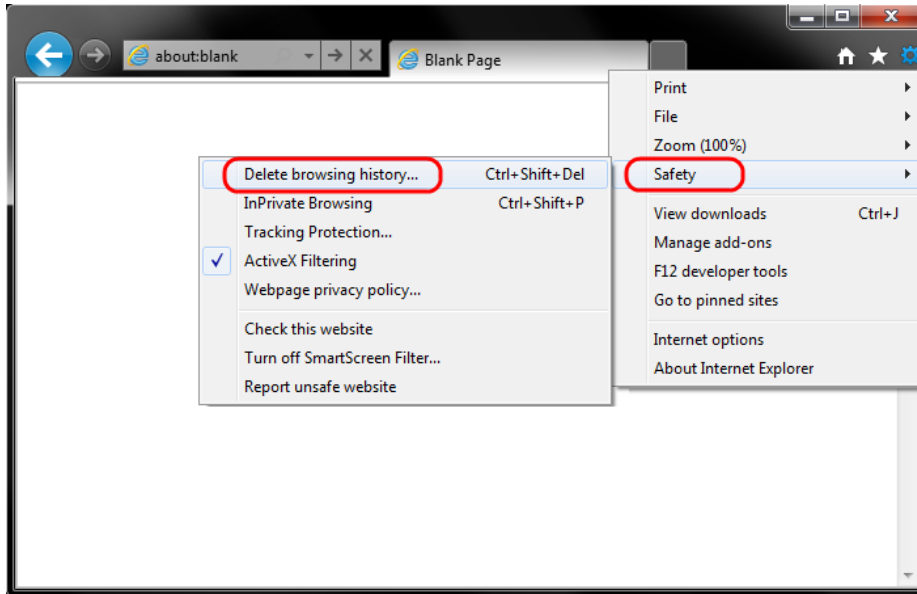 about:blank
Blank Page
Print
File
Zoom (100%)
Safety
View downloads Ctrl+J
Manage add-ons
F12 developer tools
Go to pinned sites
Internet options
About Internet Explorer
Delete browsing history... Ctrl+Shift+Del
InPrivate Browsing Ctrl+Shift+P
Tracking Protection...
ActiveX Filtering
Webpage privacy policy...
Check this website
Turn off SmartScreen Filter...
Report unsafe website